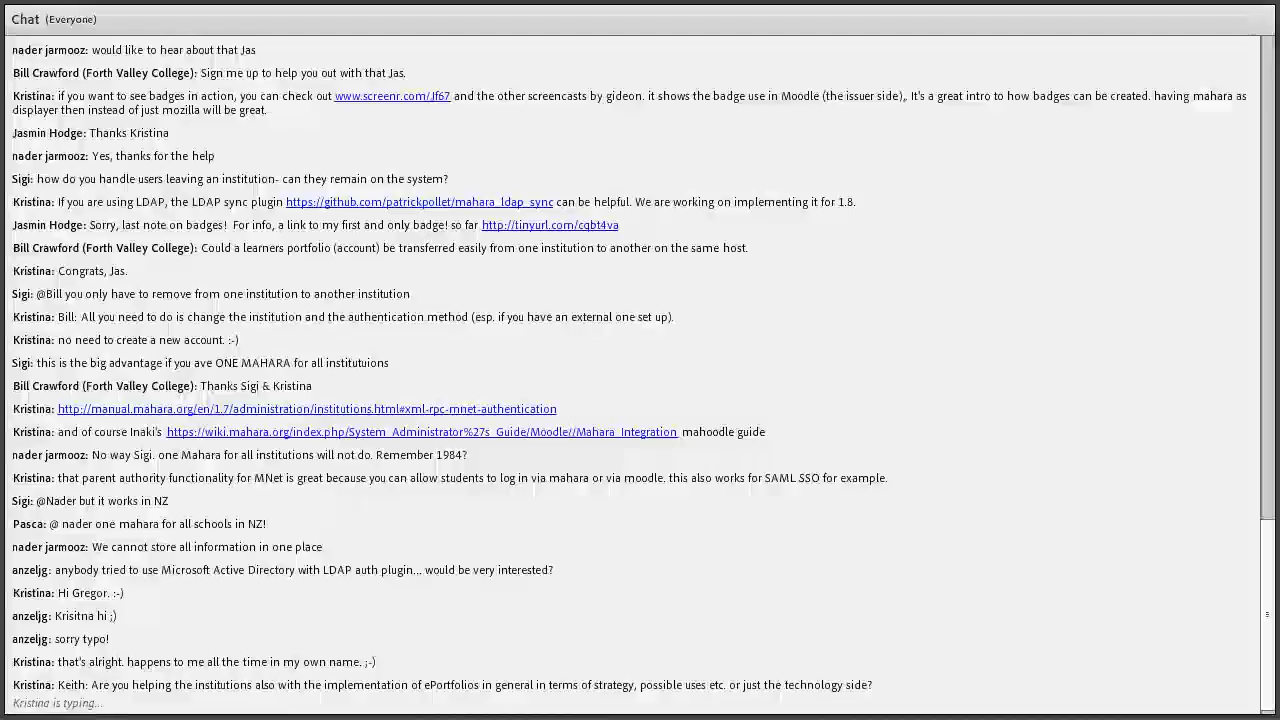 Chat (Everyone)
nader jarmooz: would like to hear about that Jas
Bill Crawford (Forth Valley College): Sign me up to help you out with that Jas.
Kristina: if you want to see badges in action, you can check out www.screenr.com/Jf67 and the other screencasts by gideon. it shows the badge use in Moodle (the issuer side),. It's a great intro to how badges can be created. having mahara as
displayer then instead of just mozilla will be great.
Jasmin Hodge: Thanks Kristina
nader jarmooz: Yes, thanks for the help
Sigi: how do you handle users leaving an institution- can they remain on the system?
Kristina: If you are using LDAP, the LDAP sync plugin https://github.com/patrickpollet/mahara_ldap_sync can be helpful. We are working on implementing it for 1.8.
Jasmin Hodge: Sorry, last note on badges! For info, a link to my first and only badge! so far http://tinyurl.com/cqbt4va
Bill Crawford (Forth Valley College): Could a learners portfolio (account) be transferred easily from one institution to another on the same host.
Kristina: Congrats, Jas.
Sigi: @Bill you only have to remove from one institution to another institution
Kristina: Bill: All you need to do is change the institution and the authentication method (esp. if you have an external one set up).
Kristina: no need to create a new account. :-)
Sigi: this is the big advantage if you ave ONE MAHARA for all institutuions
Bill Crawford (Forth Valley College): Thanks Sigi & Kristina
Kristina: http://manual.mahara.org/en/1.7/administration/institutions.html#xml-rpc-mnet-authentication
Kristina: and of course Inaki's https://wiki.mahara.org/index.php/System_Administrator%27s_Guide/Moodle//Mahara_Integration mahoodle guide
nader jarmooz: No way Sigi. one Mahara for all institutions will not do. Remember 1984?
Kristina: that parent authority functionality for MNet is great because you can allow students to log in via mahara or via moodle. this also works for SAML SSO for example.
Sigi: @Nader but it works in NZ
Pasca: @ nader one mahara for all schools in NZ!
nader jarmooz: We cannot store all information in one place
anzeljg: anybody tried to use Microsoft Active Directory with LDAP auth plugin... would be very interested?
Kristina: Hi Gregor. :-)
anzeljg: Krisitna hi ;)
anzeljg: sorry typo!
Kristina: that's alright. happens to me all the time in my own name. ;-)
Kristina: Keith: Are you helping the institutions also with the implementation of ePortfolios in general in terms of strategy, possible uses etc. or just the technology side?
Kristina is typing...